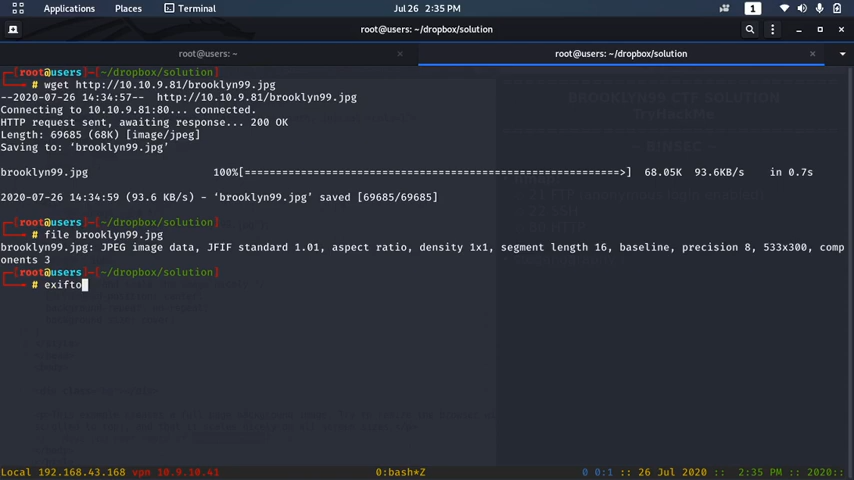 Applications Places Terminal Jul 26 2:35 PM 1
root@users: ~/dropbox/solution
root@users: ~ × root@users: ~/dropbox/solution ×
[root@users]-[~/dropbox/solution]
# wget http://10.10.9.81/brooklyn99.jpg
--2020-07-26 14:34:57-- http://10.10.9.81/brooklyn99.jpg
Connecting to 10.10.9.81:80... connected.
HTTP request sent, awaiting response... 200 OK
Length: 69685 (68K) [image/jpeg]
Saving to: ‘brooklyn99.jpg’
brooklyn99.jpg 100%[============================================================>] 68.05K 93.6KB/s in 0.7s
2020-07-26 14:34:59 (93.6 KB/s) - ‘brooklyn99.jpg’ saved [69685/69685]
[root@users]-[~/dropbox/solution]
# file brooklyn99.jpg
brooklyn99.jpg: JPEG image data, JFIF standard 1.01, aspect ratio, density 1x1, segment length 16, baseline, precision 8, 533x300, comp
onents 3
[root@users]-[~/dropbox/solution]
# exifto
BROOKLYN99 CTF SOLUTION
TryHackMe
BINSEC
Local 192.168.43.168 vpn 10.9.10.41 0:bash*Z 0 0:1 :: 26 Jul 2020 :: 2:35 PM :: 2020::